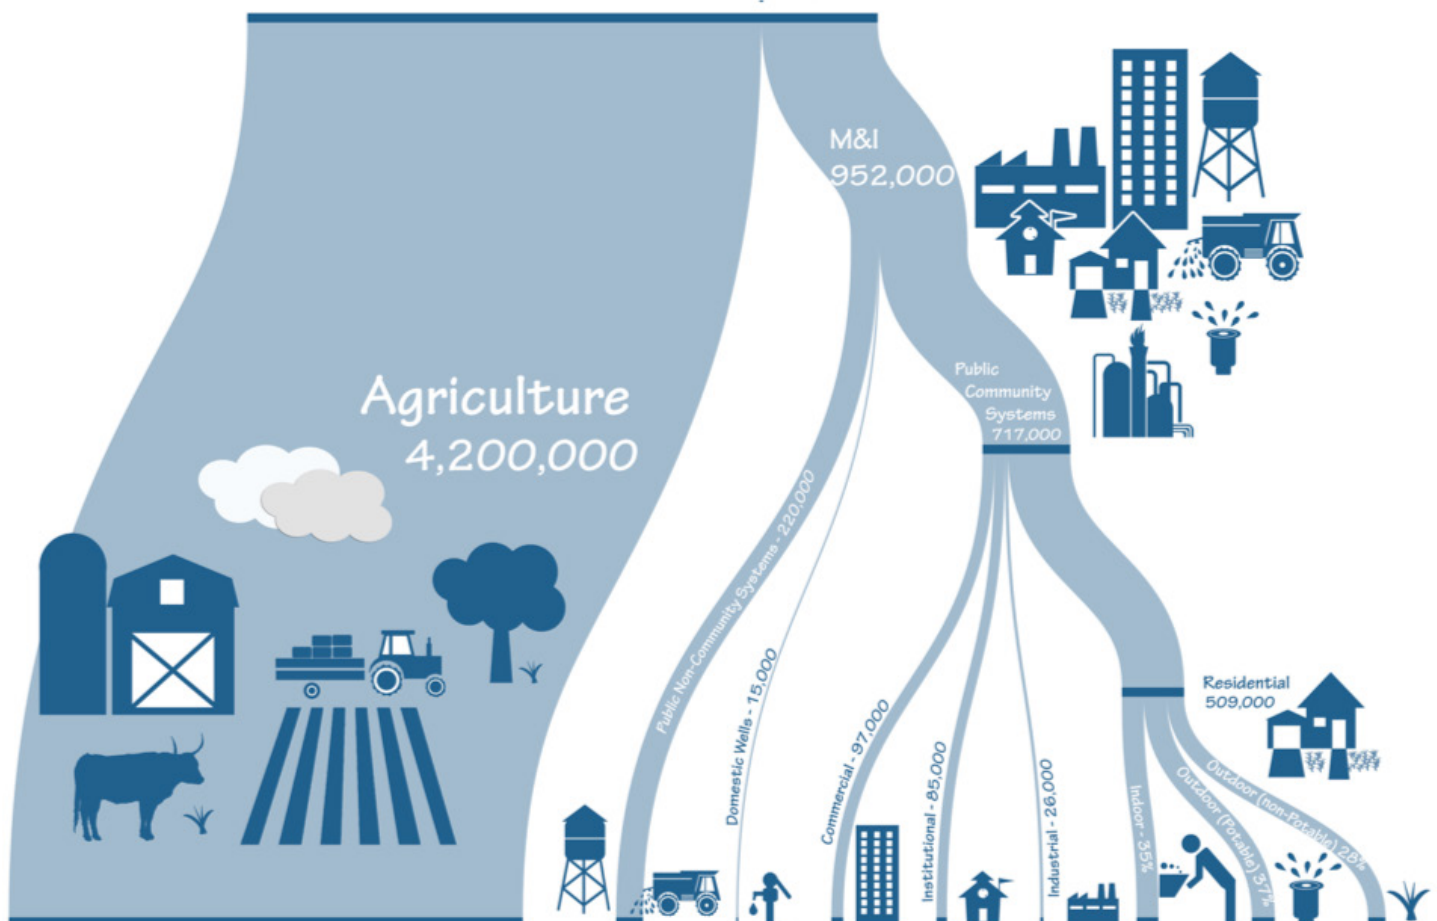 M&I
952,000
Agriculture
4,200,000
Public
Community
Systems
717,000
Public Non-Community Systems - 220,000
Domestic Wells - 15,000
Commercial - 97,000
Institutional - 85,000
Industrial - 26,000
Residential
509,000
Indoor - 35%
Outdoor (Potable) 37%
Outdoor (non-Potable) 28%